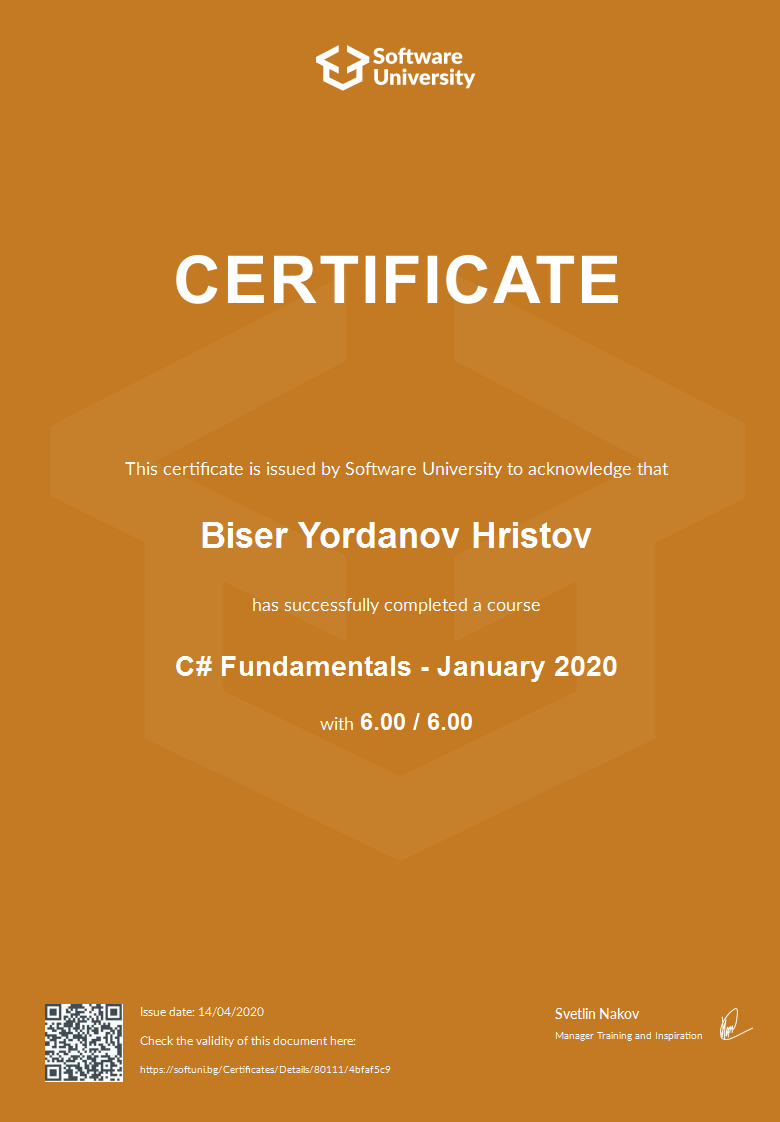 Software
University
CERTIFICATE
This certificate is issued by Software University to acknowledge that
Biser Yordanov Hristov
has successfully completed a course
C# Fundamentals - January 2020
with 6.00 / 6.00
Issue date: 14/04/2020
Check the validity of this document here:
https://softuni.bg/Certificates/Details/80111/4bfaf5c9
Svetlin Nakov
Manager Training and Inspiration